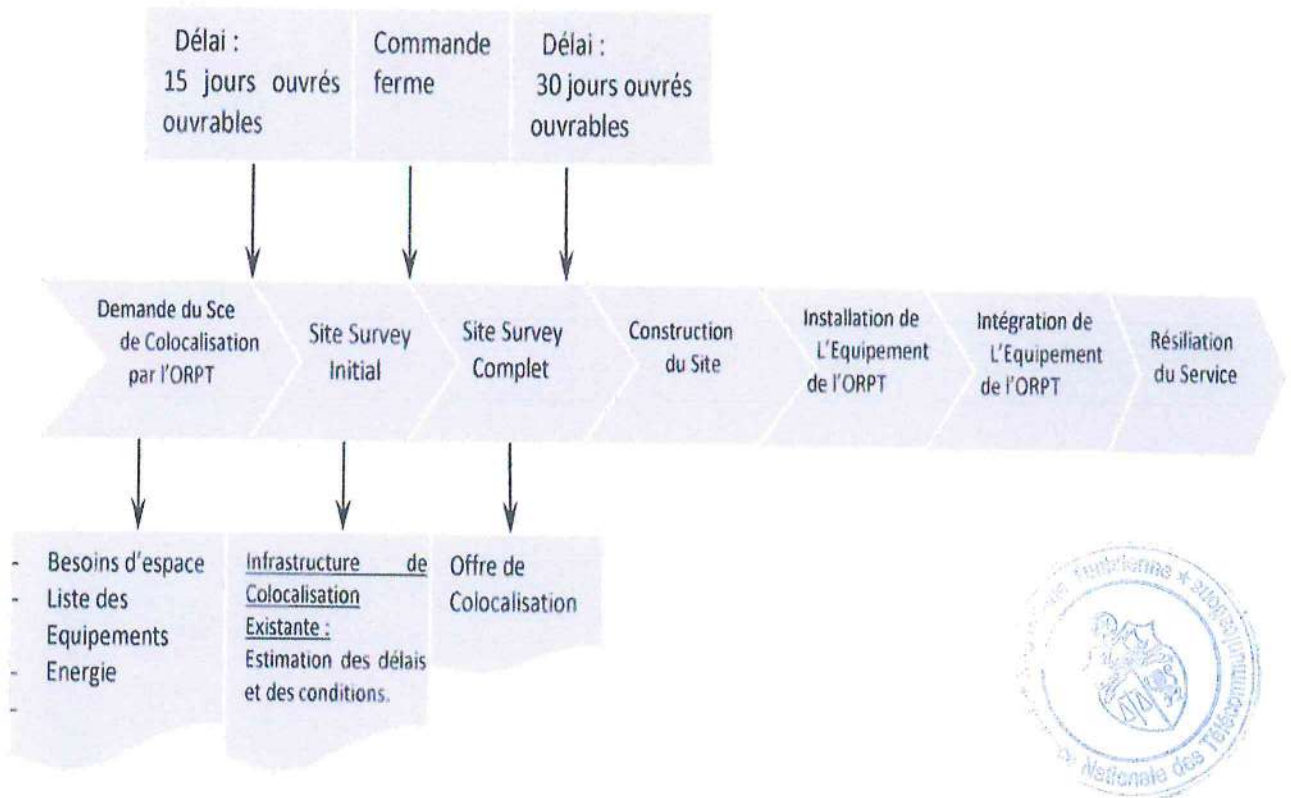 Délai :
15 jours ouvrés
ouvrables
Commande
ferme
Délai :
30 jours ouvrés
ouvrables
Demande du Sce
de Colocalisation
par l'ORPT
Site Survey
Initial
Site Survey
Complet
Construction
du Site
Installation de
L'Equipement
de l'ORPT
Intégration de
L'Equipement
de l'ORPT
Résiliation
du Service
- Besoins d'espace
- Liste des
Equipements
- Energie
-
Infrastructure de
Colocalisation
Existante :
Estimation des délais
et des conditions.
Offre de
Colocalisation
Tunisienne * 
Nationale des Télécommunications